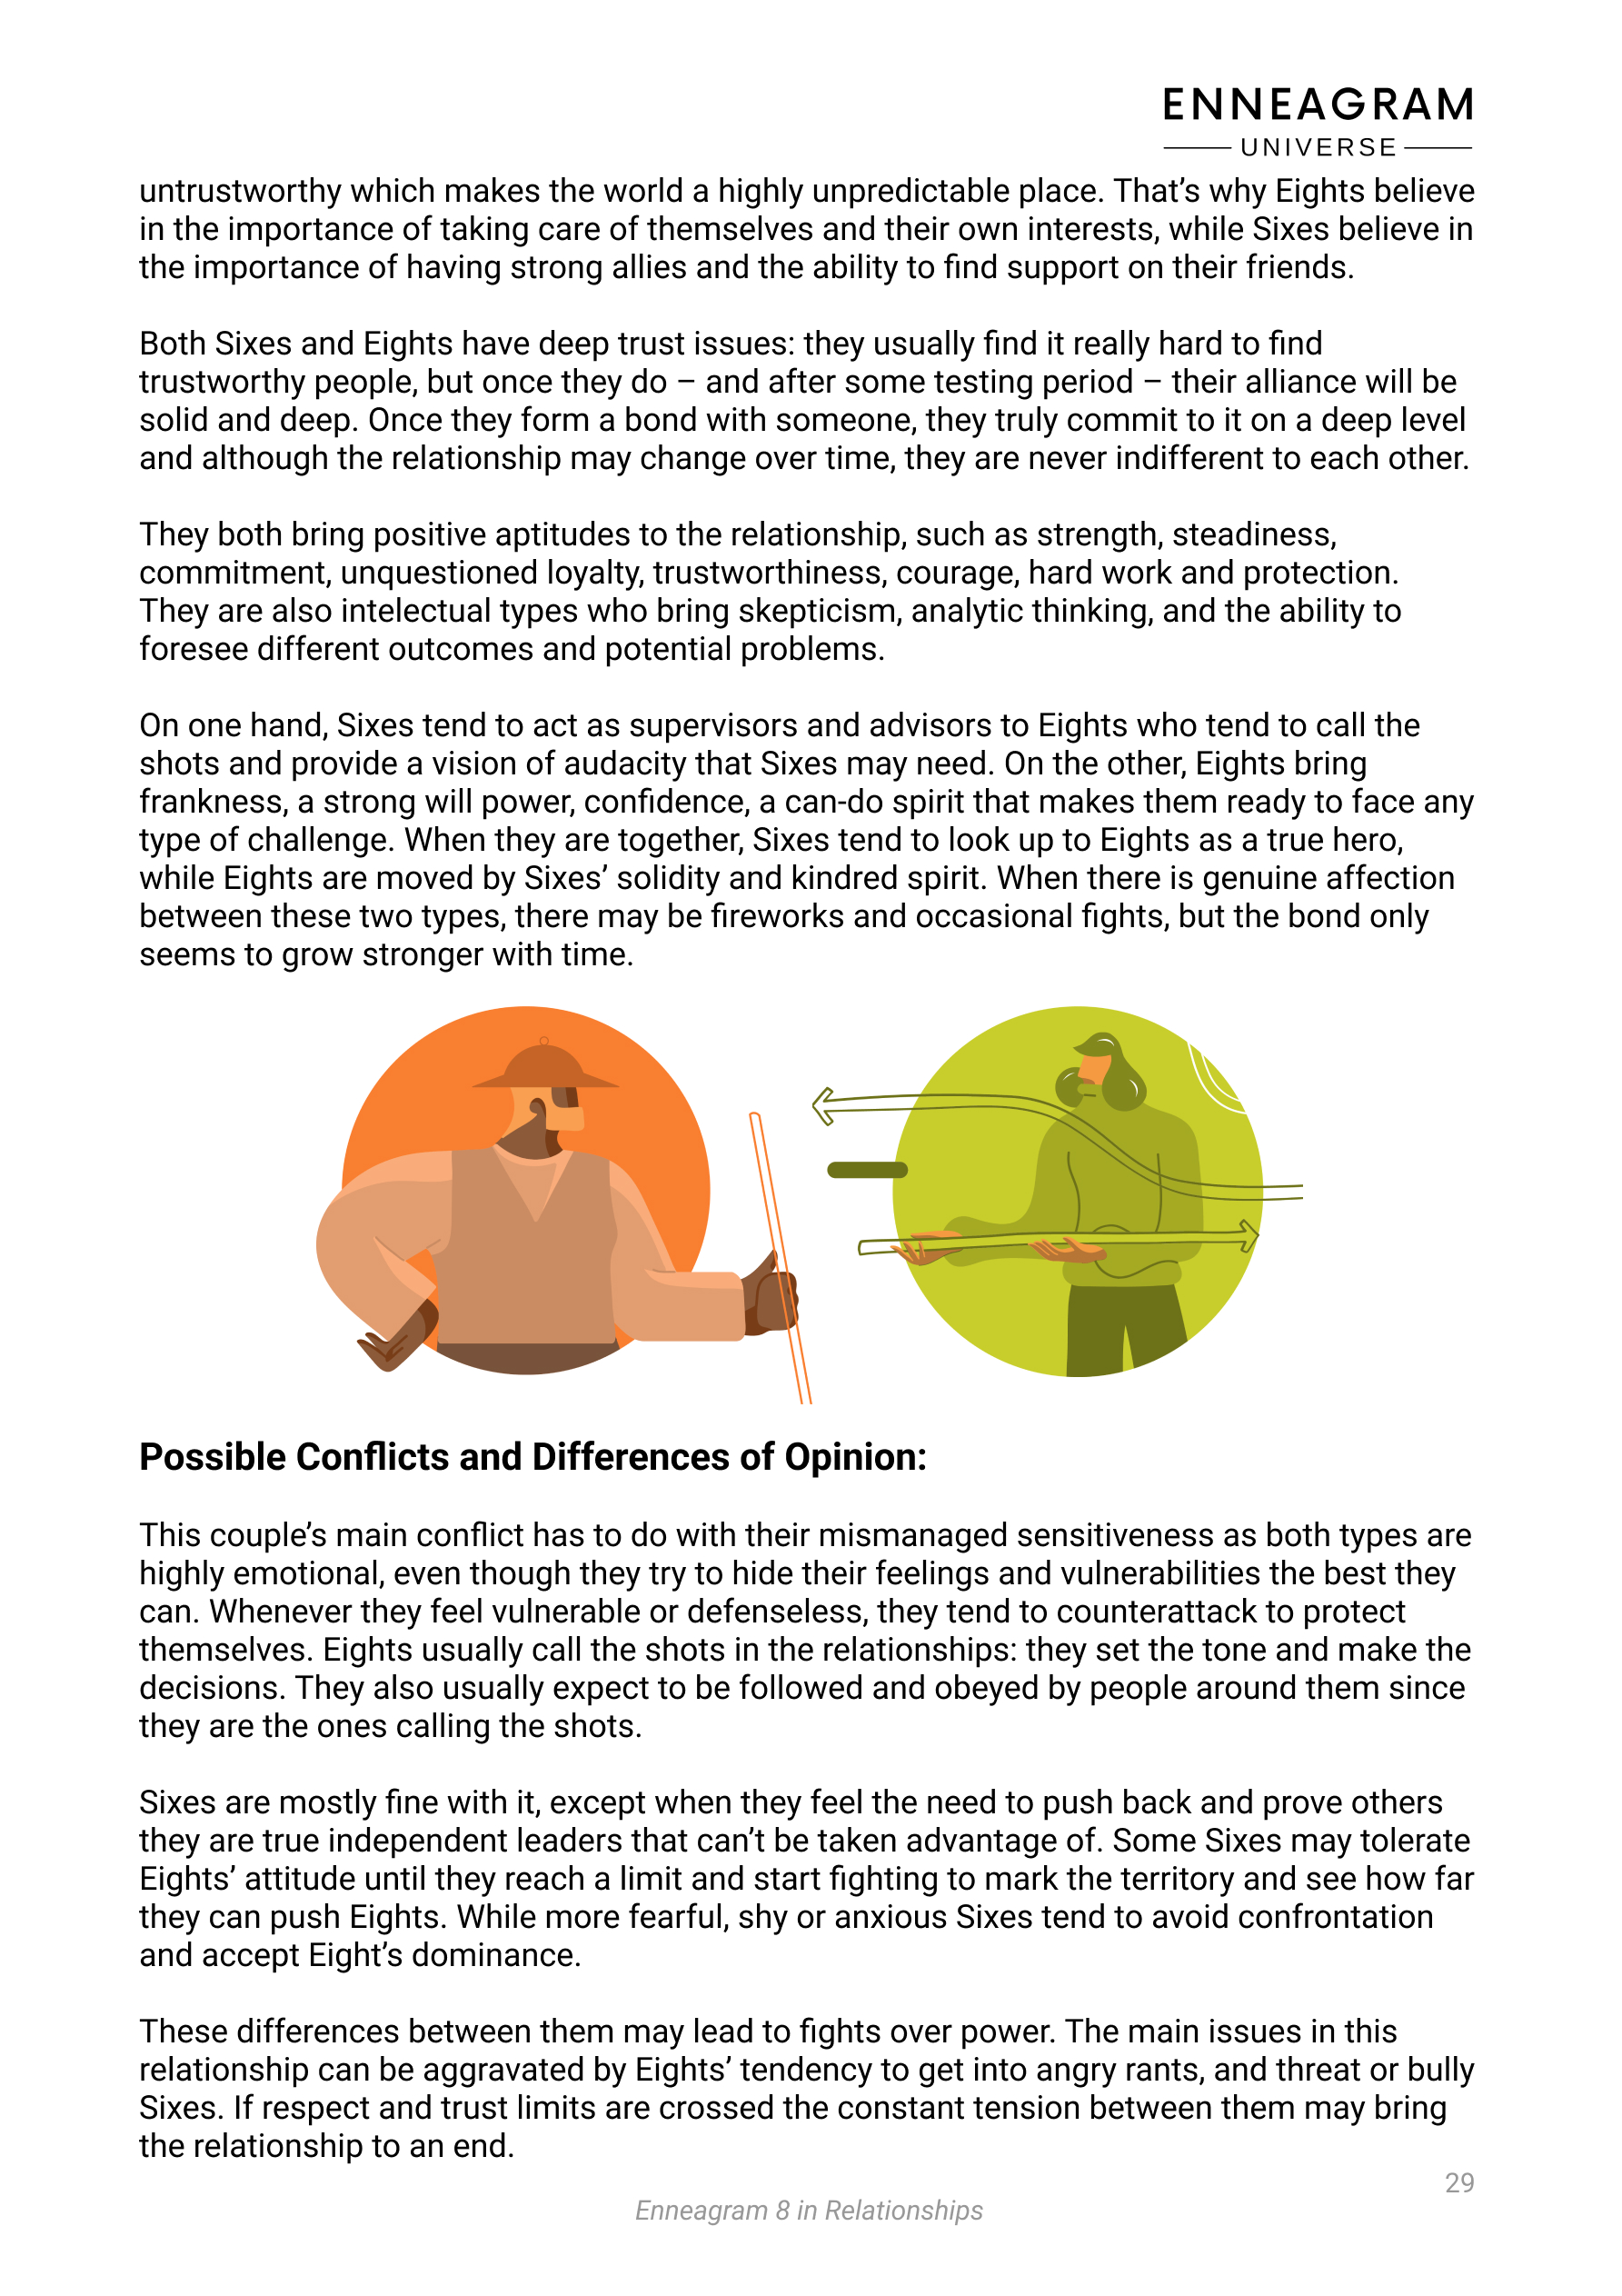 ENNEAGRAM
UNIVERSE
untrustworthy which makes the world a highly unpredictable place. That’s why Eights believe
in the importance of taking care of themselves and their own interests, while Sixes believe in
the importance of having strong allies and the ability to find support on their friends.
Both Sixes and Eights have deep trust issues: they usually find it really hard to find
trustworthy people, but once they do – and after some testing period – their alliance will be
solid and deep. Once they form a bond with someone, they truly commit to it on a deep level
and although the relationship may change over time, they are never indifferent to each other.
They both bring positive aptitudes to the relationship, such as strength, steadiness,
commitment, unquestioned loyalty, trustworthiness, courage, hard work and protection.
They are also intelectual types who bring skepticism, analytic thinking, and the ability to
foresee different outcomes and potential problems.
On one hand, Sixes tend to act as supervisors and advisors to Eights who tend to call the
shots and provide a vision of audacity that Sixes may need. On the other, Eights bring
frankness, a strong will power, confidence, a can-do spirit that makes them ready to face any
type of challenge. When they are together, Sixes tend to look up to Eights as a true hero,
while Eights are moved by Sixes’ solidity and kindred spirit. When there is genuine affection
between these two types, there may be fireworks and occasional fights, but the bond only
seems to grow stronger with time.
Possible Conflicts and Differences of Opinion:
This couple’s main conflict has to do with their mismanaged sensitiveness as both types are
highly emotional, even though they try to hide their feelings and vulnerabilities the best they
can. Whenever they feel vulnerable or defenseless, they tend to counterattack to protect
themselves. Eights usually call the shots in the relationships: they set the tone and make the
decisions. They also usually expect to be followed and obeyed by people around them since
they are the ones calling the shots.
Sixes are mostly fine with it, except when they feel the need to push back and prove others
they are true independent leaders that can’t be taken advantage of. Some Sixes may tolerate
Eights’ attitude until they reach a limit and start fighting to mark the territory and see how far
they can push Eights. While more fearful, shy or anxious Sixes tend to avoid confrontation
and accept Eight’s dominance.
These differences between them may lead to fights over power. The main issues in this
relationship can be aggravated by Eights’ tendency to get into angry rants, and threat or bully
Sixes. If respect and trust limits are crossed the constant tension between them may bring
the relationship to an end.
29
Enneagram 8 in Relationships